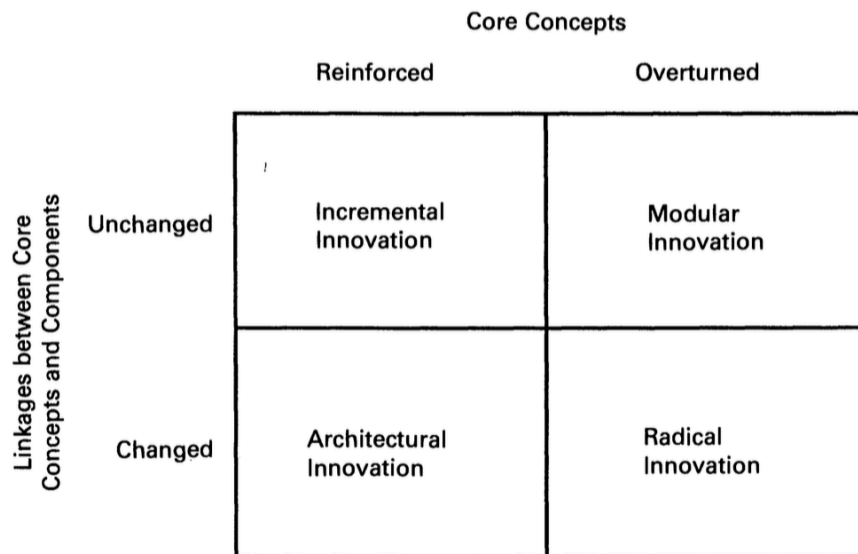 Core Concepts
Reinforced
Overturned
Linkages between Core
Concepts and Components
Unchanged
Incremental
Innovation
Modular
Innovation
Changed
Architectural
Innovation
Radical
Innovation